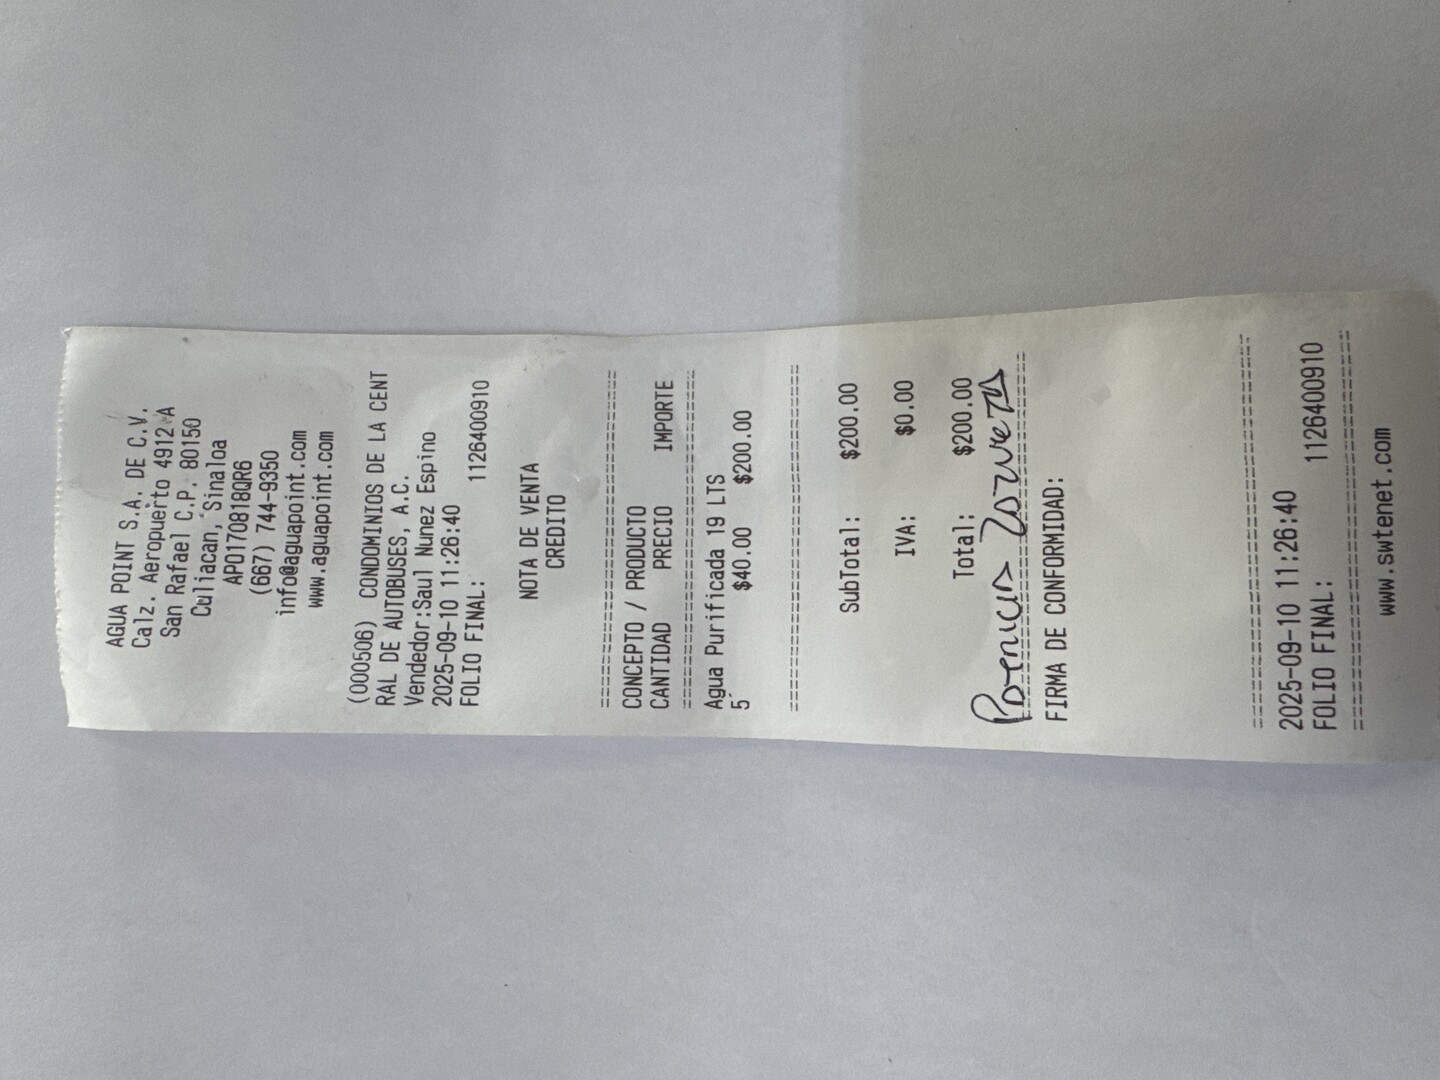 AGUA POINT S.A. DE C.V.
Calz. Aeropuerto 4912 A
San Rafael C.P. 80150
Culiacan, Sinaloa
APO170818QR6
(667) 744-9350
info@aguapoint.com
www.aguapoint.com
(000506) CONDOMINIOS DE LA CENT
RAL DE AUTOBUSES, A.C.
Vendedor:Saul Nunez Espino
2025-09-10 11:26:40
FOLIO FINAL: 1126400910
NOTA DE VENTA
CREDITO
CONCEPTO / PRODUCTO
CANTIDAD PRECIO IMPORTE
Agua Purificada 19 LTS
5 $40.00 $200.00
SubTotal: $200.00
IVA: $0.00
Total: $200.00
FIRMA DE CONFORMIDAD:
2025-09-10 11:26:40
FOLIO FINAL: 1126400910
www.swtenet.com